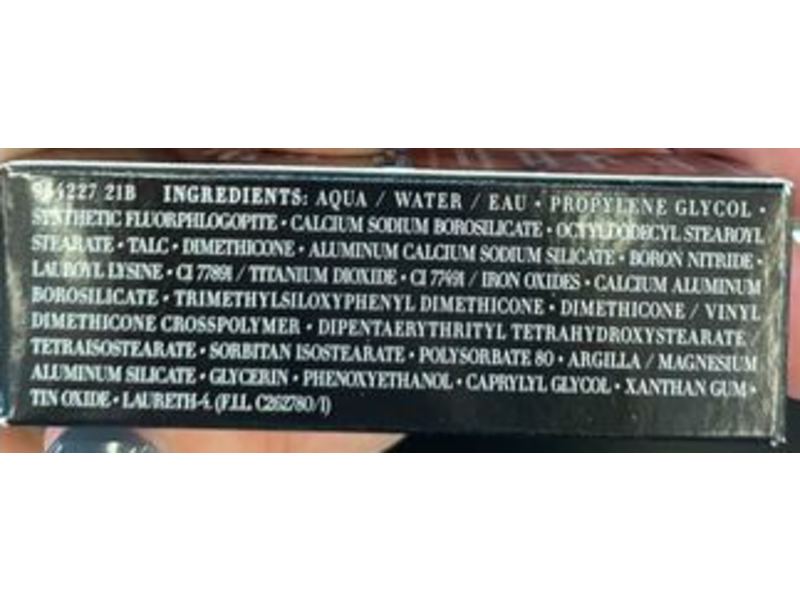 21B INGREDIENTS: AQUA / WATER / EAU • PROPYLENE GLYCOL •
SYNTHETIC FLUORPHLOGOPITE • CALCIUM SODIUM BOROSILICATE • OCTYLDODECYL STEAROYL
STEARATE • TALC • DIMETHICONE • ALUMINUM CALCIUM SODIUM SILICATE • BORON NITRIDE •
LAUROYL LYSINE • CI 77891 / TITANIUM DIOXIDE • CI 77491 / IRON OXIDES • CALCIUM ALUMINUM
BOROSILICATE • TRIMETHYLSILOXYPHENYL DIMETHICONE • DIMETHICONE / VINYL
DIMETHICONE CROSSPOLYMER • DIPENTAERYTHRITYL TETRAHYDROXYSTEARATE /
TETRAISOSTEARATE • SORBITAN ISOSTEARATE • POLYSORBATE 80 • ARGILLA / MAGNESIUM
ALUMINUM SILICATE • GLYCERIN • PHENOXYETHANOL • CAPRYLYL GLYCOL • XANTHAN GUM •
TIN OXIDE • LAURETH-4. (F.I.L. C262780/1)